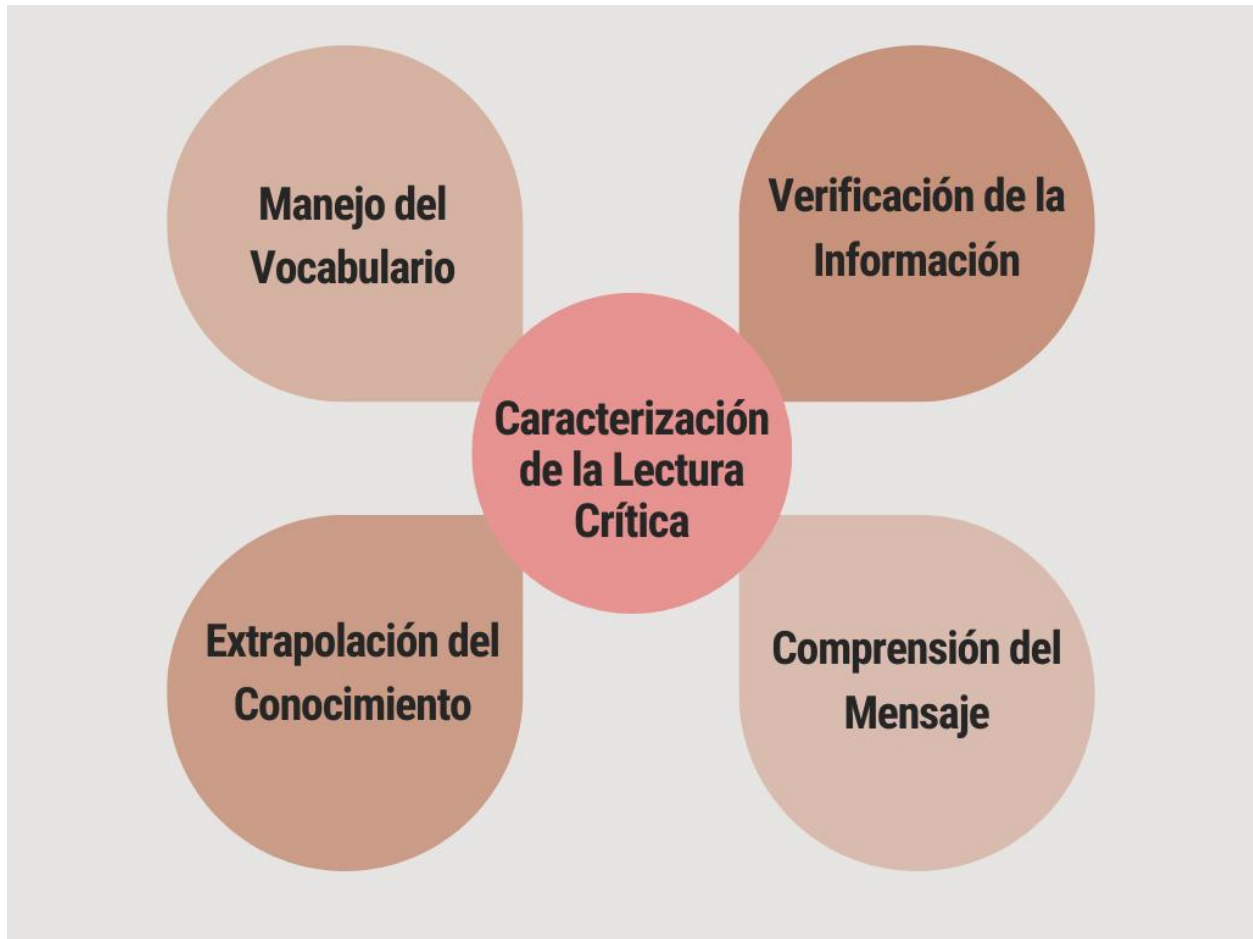 Manejo del
Vocabulario
Verificación de la
Información
Caracterización
de la Lectura
Crítica
Extrapolación del
Conocimiento
Comprensión del
Mensaje